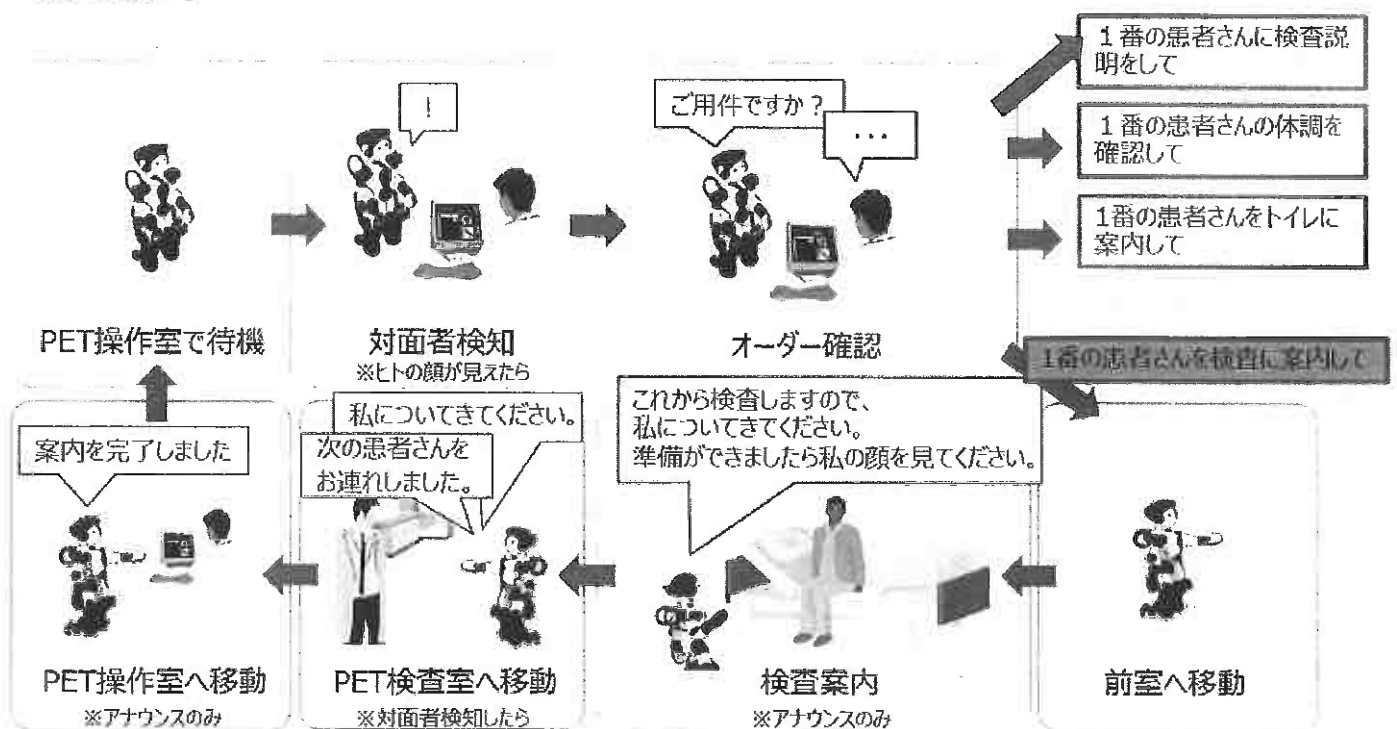 1番の患者さんに検査説
明をして
!
ご用件ですか?
・・・
1番の患者さんの体調を
確認して
1番の患者さんをトイレに
案内して
PET操作室で待機
対面者検知
※ヒトの顔が見えたら
オーダー確認
1番の患者さんを検査に案内して
案内を完了しました
私についてきてください。
次の患者さんを
お連れしました。
これから検査しますので、
私についてきてください。
準備ができましたら私の顔を見てください。
PET操作室へ移動
※アナウンスのみ
PET検査室へ移動
※対面者検知したら
検査案内
※アナウンスのみ
前室へ移動